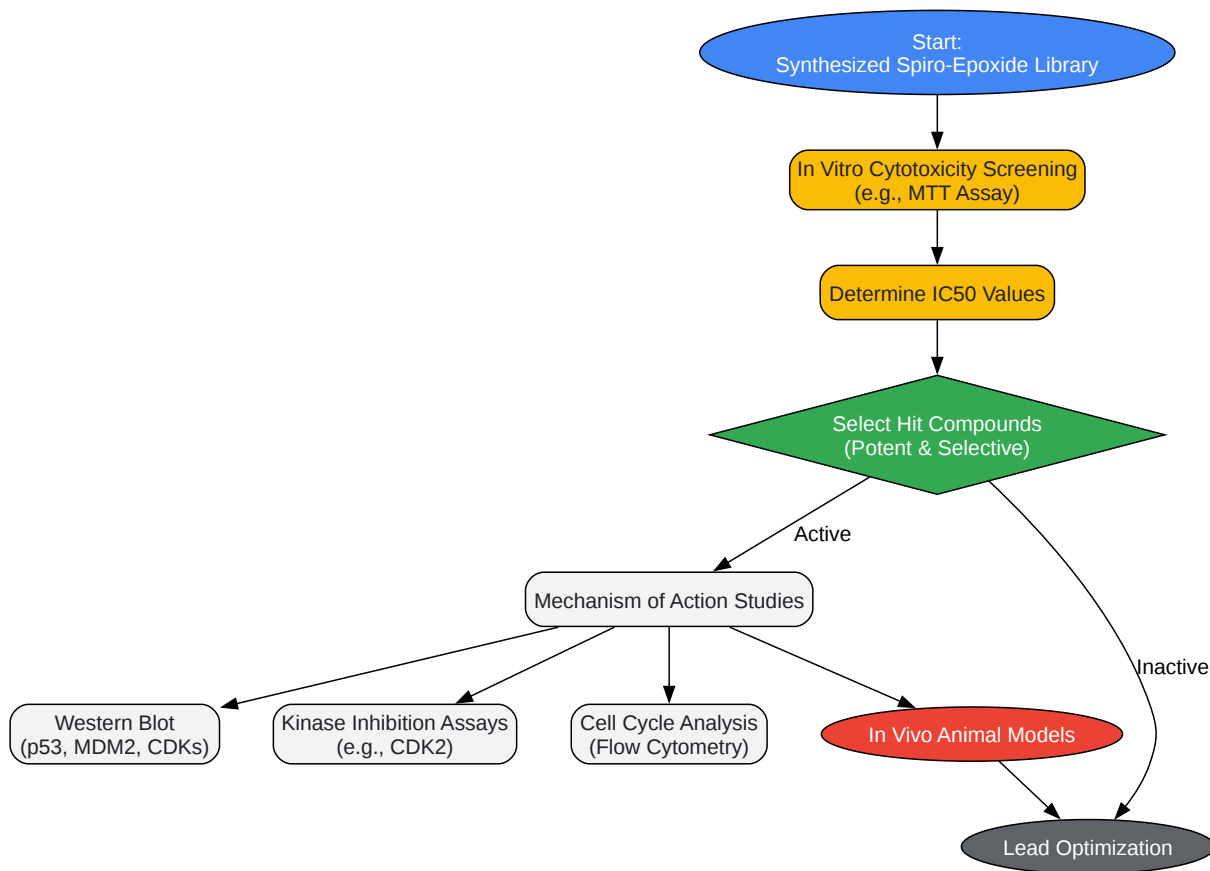 Start:
Synthesized Spiro-Epoxide Library
In Vitro Cytotoxicity Screening
(e.g., MTT Assay)
Determine IC50 Values
Select Hit Compounds
(Potent & Selective)
Active
Inactive
Mechanism of Action Studies
Western Blot
(p53, MDM2, CDKs)
Kinase Inhibition Assays
(e.g., CDK2)
Cell Cycle Analysis
(Flow Cytometry)
In Vivo Animal Models
Lead Optimization